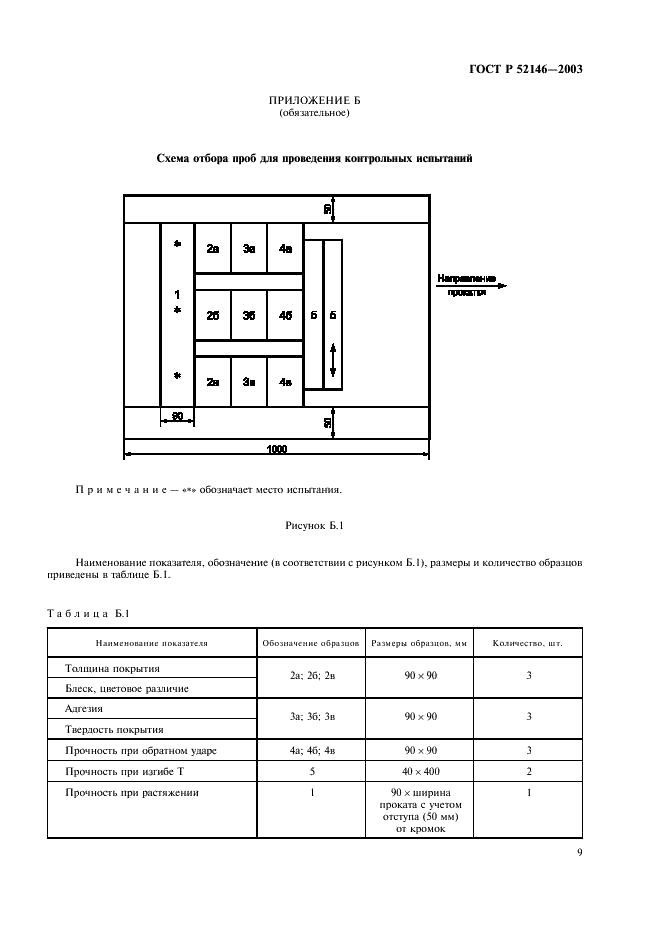 ГОСТ Р 52146—2003
ПРИЛОЖЕНИЕ Б
(обязательное)
Схема отбора проб для проведения контрольных испытаний
50
* 2а 3а 4а
Направление
прокатки
1
* 2б 3б 4б Б Б
* 2в 3в 4в
90
50
1000
Примечание — «*» обозначает место испытания.
Рисунок Б.1
Наименование показателя, обозначение (в соответствии с рисунком Б.1), размеры и количество образцов
приведены в таблице Б.1.
Таблица Б.1
Наименование показателя Обозначение образцов Размеры образцов, мм Количество, шт.
Толщина покрытия
2а; 2б; 2в 90 × 90 3
Блеск, цветовое различие
Адгезия
3а; 3б; 3в 90 × 90 3
Твердость покрытия
Прочность при обратном ударе 4а; 4б; 4в 90 × 90 3
Прочность при изгибе Т 5 40 × 400 2
Прочность при растяжении 1 90 × ширина 1
проката с учетом
отступа (50 мм)
от кромок
9